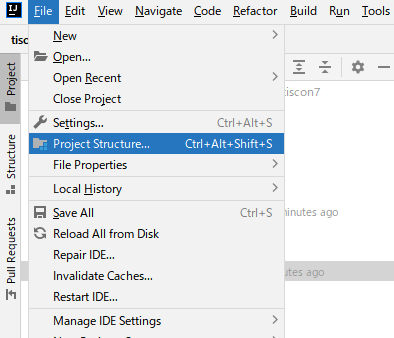 IJ File Edit View Navigate Code Refactor Build Run Tools
tisc
Project
Structure
Pull Requests
New
Open...
Open Recent
Close Project
Settings... Ctrl+Alt+S
Project Structure... Ctrl+Alt+Shift+S
File Properties
Local History
Save All Ctrl+S
Reload All from Disk
Repair IDE...
Invalidate Caches...
Restart IDE...
Manage IDE Settings
iscon7
minutes ago
utes ago